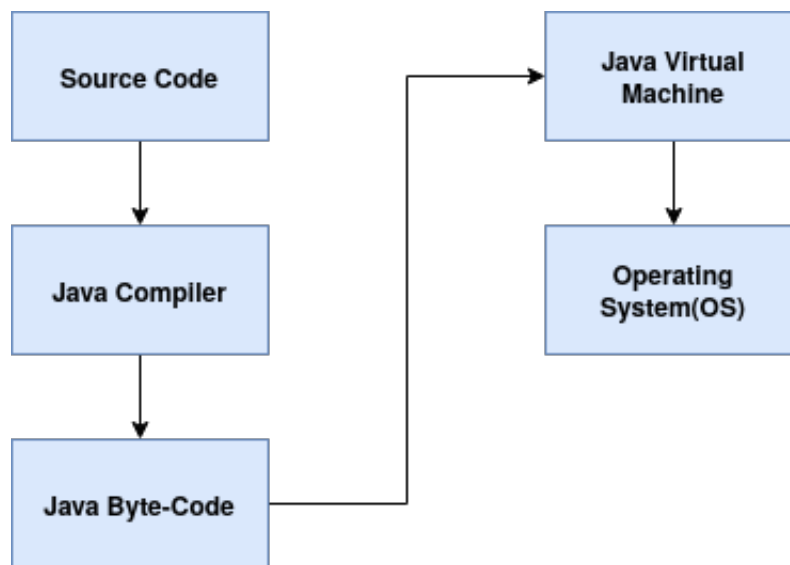 Source Code
Java Compiler
Java Byte-Code
Java Virtual
Machine
Operating
System(OS)